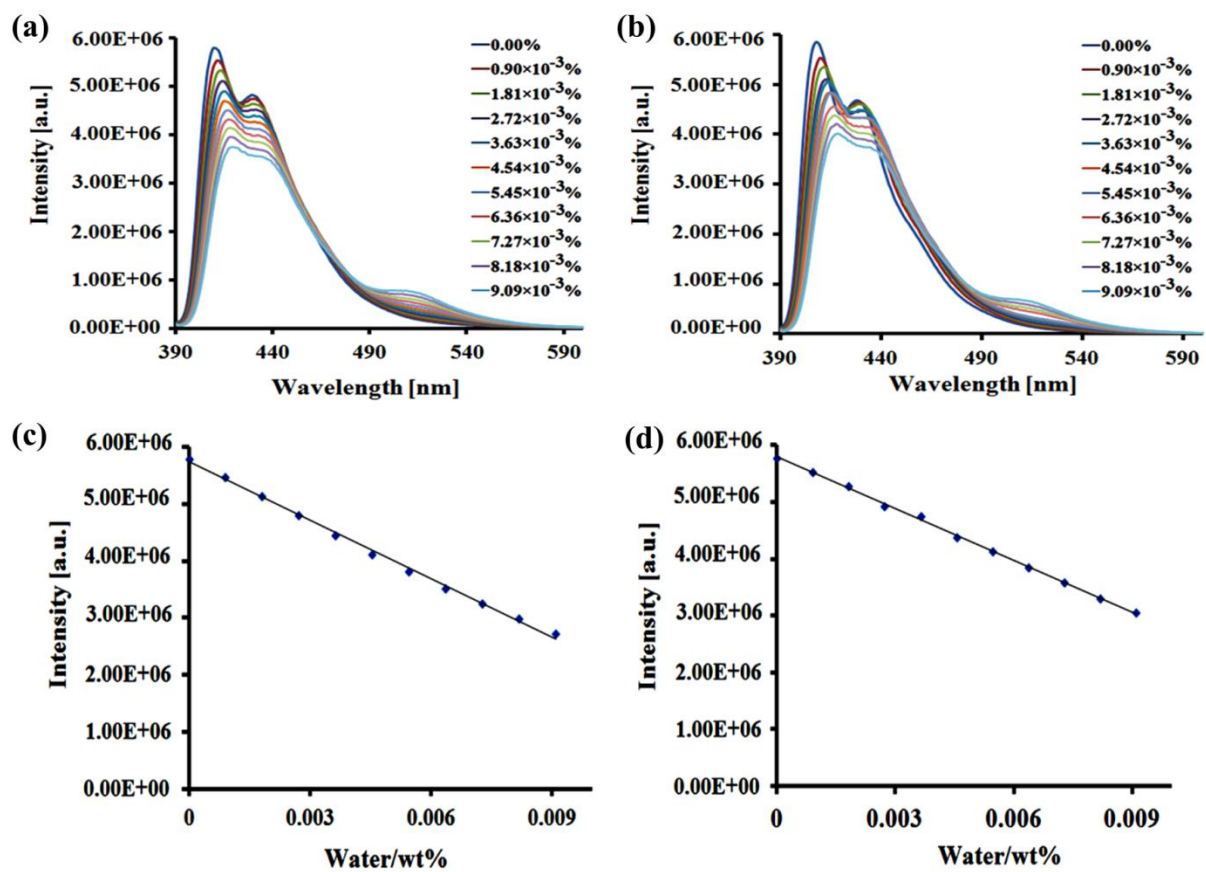 (a)
6.00E+06
5.00E+06
4.00E+06
3.00E+06
2.00E+06
1.00E+06
0.00E+00
Intensity [a.u.]
390 440 490 540 590
Wavelength [nm]
0.00%
0.90×10⁻³%
1.81×10⁻³%
2.72×10⁻³%
3.63×10⁻³%
4.54×10⁻³%
5.45×10⁻³%
6.36×10⁻³%
7.27×10⁻³%
8.18×10⁻³%
9.09×10⁻³%
(b)
6.00E+06
5.00E+06
4.00E+06
3.00E+06
2.00E+06
1.00E+06
0.00E+00
Intensity [a.u.]
390 440 490 540 590
Wavelength [nm]
0.00%
0.90×10⁻³%
1.81×10⁻³%
2.72×10⁻³%
3.63×10⁻³%
4.54×10⁻³%
5.45×10⁻³%
6.36×10⁻³%
7.27×10⁻³%
8.18×10⁻³%
9.09×10⁻³%
(c)
6.00E+06
5.00E+06
4.00E+06
3.00E+06
2.00E+06
1.00E+06
0.00E+00
Intensity [a.u.]
0 0.003 0.006 0.009
Water/wt%
(d)
6.00E+06
5.00E+06
4.00E+06
3.00E+06
2.00E+06
1.00E+06
0.00E+00
Intensity [a.u.]
0 0.003 0.006 0.009
Water/wt%